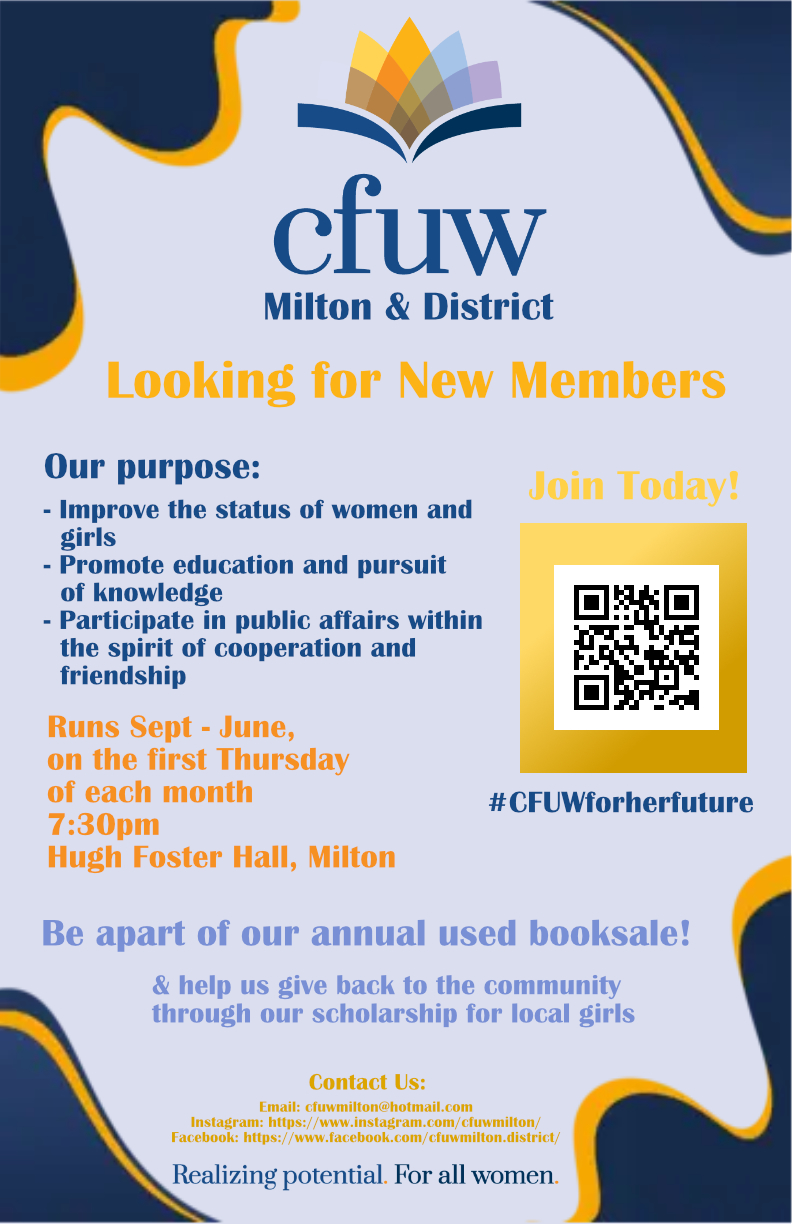 cfuw
Milton & District
Looking for New Members
Our purpose:
- Improve the status of women and
girls
- Promote education and pursuit
of knowledge
- Participate in public affairs within
the spirit of cooperation and
friendship
Runs Sept - June,
on the first Thursday
of each month
7:30pm
Hugh Foster Hall, Milton
Join Today!
#CFUWforherfuture
Be apart of our annual used booksale!
& help us give back to the community
through our scholarship for local girls
Contact Us:
Email: cfuwmilton@hotmail.com
Instagram: https://www.instagram.com/cfuwmilton/
Facebook: https://www.facebook.com/cfuwmilton.district/
Realizing potential. For all women.